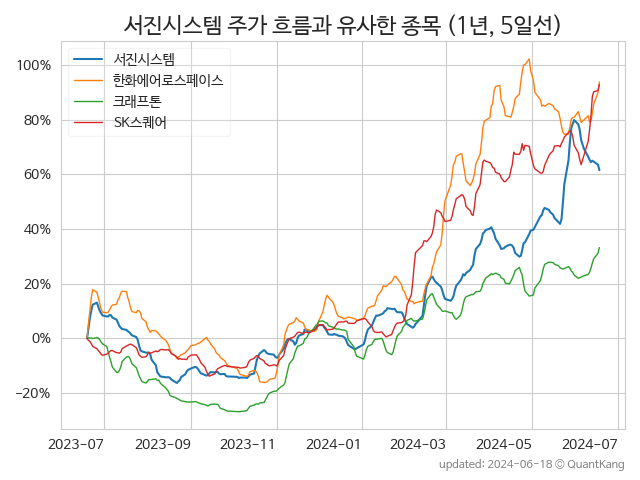 서진시스템 주가 흐름과 유사한 종목 (1년, 5일선)
서진시스템
한화에어로스페이스
크래프톤
SK스퀘어
100%
80%
60%
40%
20%
0%
−20%
2023-07 2023-09 2023-11 2024-01 2024-03 2024-05 2024-07
updated: 2024-06-18 © QuantKang